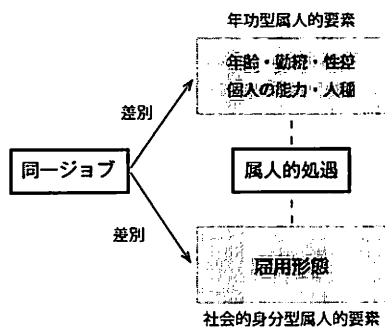 年功型属人的要素
年齢・勤続・性差
個人の能力・人種
差別
同一ジョブ
属人的処遇
差別
雇用形態
社会的身分型属人的要素